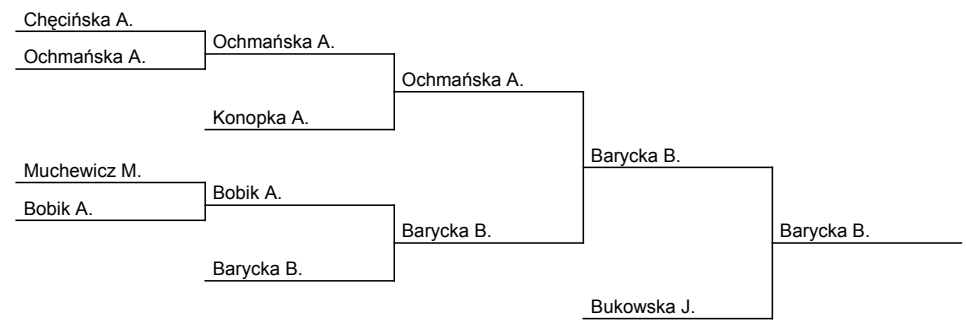 Chęcińska A.
Ochmańska A.
Ochmańska A.
Ochmańska A.
Konopka A.
Barycka B.
Muchewicz M.
Bobik A.
Bobik A.
Barycka B.
Barycka B.
Barycka B.
Bukowska J.